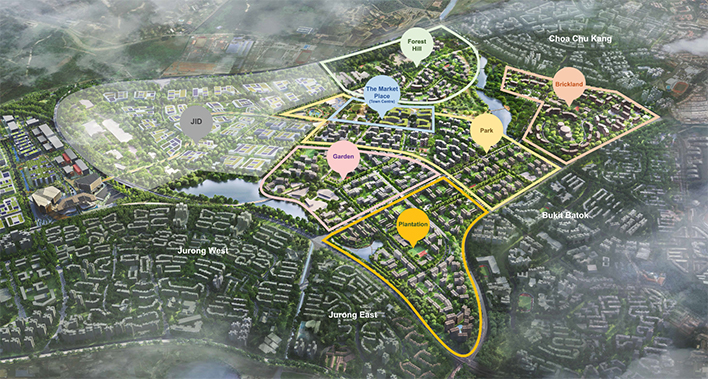 Choa Chu Kang
Forest
Hill
Brickland
The Market
Place
(Town Centre)
JID
Park
Garden
Plantation
Bukit Batok
Jurong West
Jurong East